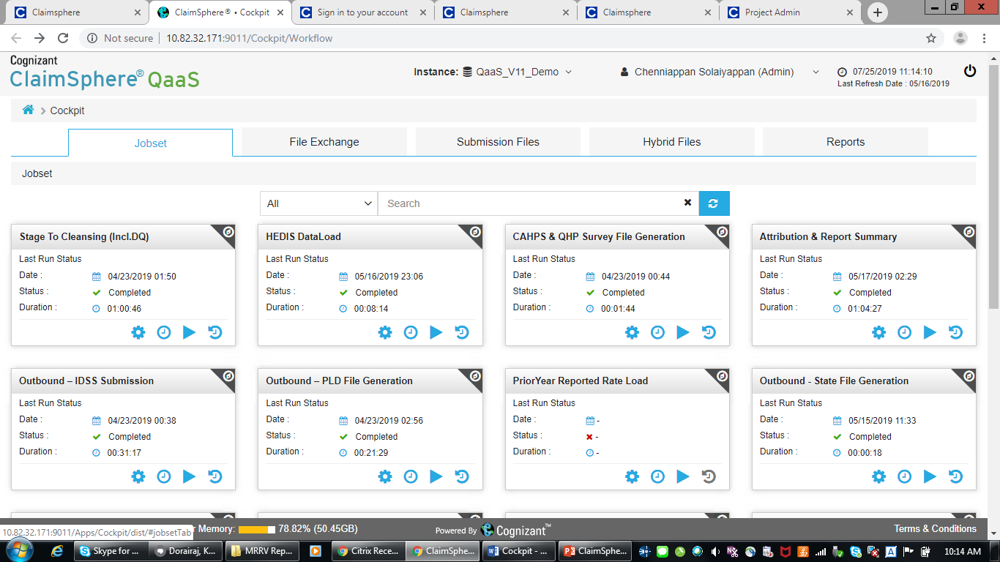 Claimsphere
ClaimSphere® • Cockpit
Sign in to your account
Claimsphere
Claimsphere
Project Admin
Not secure | 10.82.32.171:9011/Cockpit/Workflow
Cognizant
ClaimSphere® QaaS
Instance: QaaS_V11_Demo
Chenniappan Solaiyappan (Admin)
07/25/2019 11:14:10
Last Refresh Date : 05/16/2019
Cockpit
Jobset
File Exchange
Submission Files
Hybrid Files
Reports
Jobset
All
Search
Stage To Cleansing (Incl.DQ)
Last Run Status
Date : 04/23/2019 01:50
Status : Completed
Duration : 01:00:46
HEDIS DataLoad
Last Run Status
Date : 05/16/2019 23:06
Status : Completed
Duration : 00:08:14
CAHPS & QHP Survey File Generation
Last Run Status
Date : 04/23/2019 00:44
Status : Completed
Duration : 00:01:44
Attribution & Report Summary
Last Run Status
Date : 05/17/2019 02:29
Status : Completed
Duration : 01:04:27
Outbound – IDSS Submission
Last Run Status
Date : 04/23/2019 00:38
Status : Completed
Duration : 00:31:17
Outbound – PLD File Generation
Last Run Status
Date : 04/23/2019 02:56
Status : Completed
Duration : 00:21:29
PriorYear Reported Rate Load
Last Run Status
Date : -
Status : -
Duration : -
Outbound - State File Generation
Last Run Status
Date : 05/15/2019 11:33
Status : Completed
Duration : 00:00:18
10.82.32.171:9011/Apps/Cockpit/dist/#jobsetTab
Memory: 78.82% (50.45GB)
Powered By Cognizant™
Terms & Conditions
Skype for ...
Dorairaj, K...
MRRV Rep...
Citrix Rece...
ClaimSphe...
Cockpit - ...
ClaimSphe...
10:14 AM